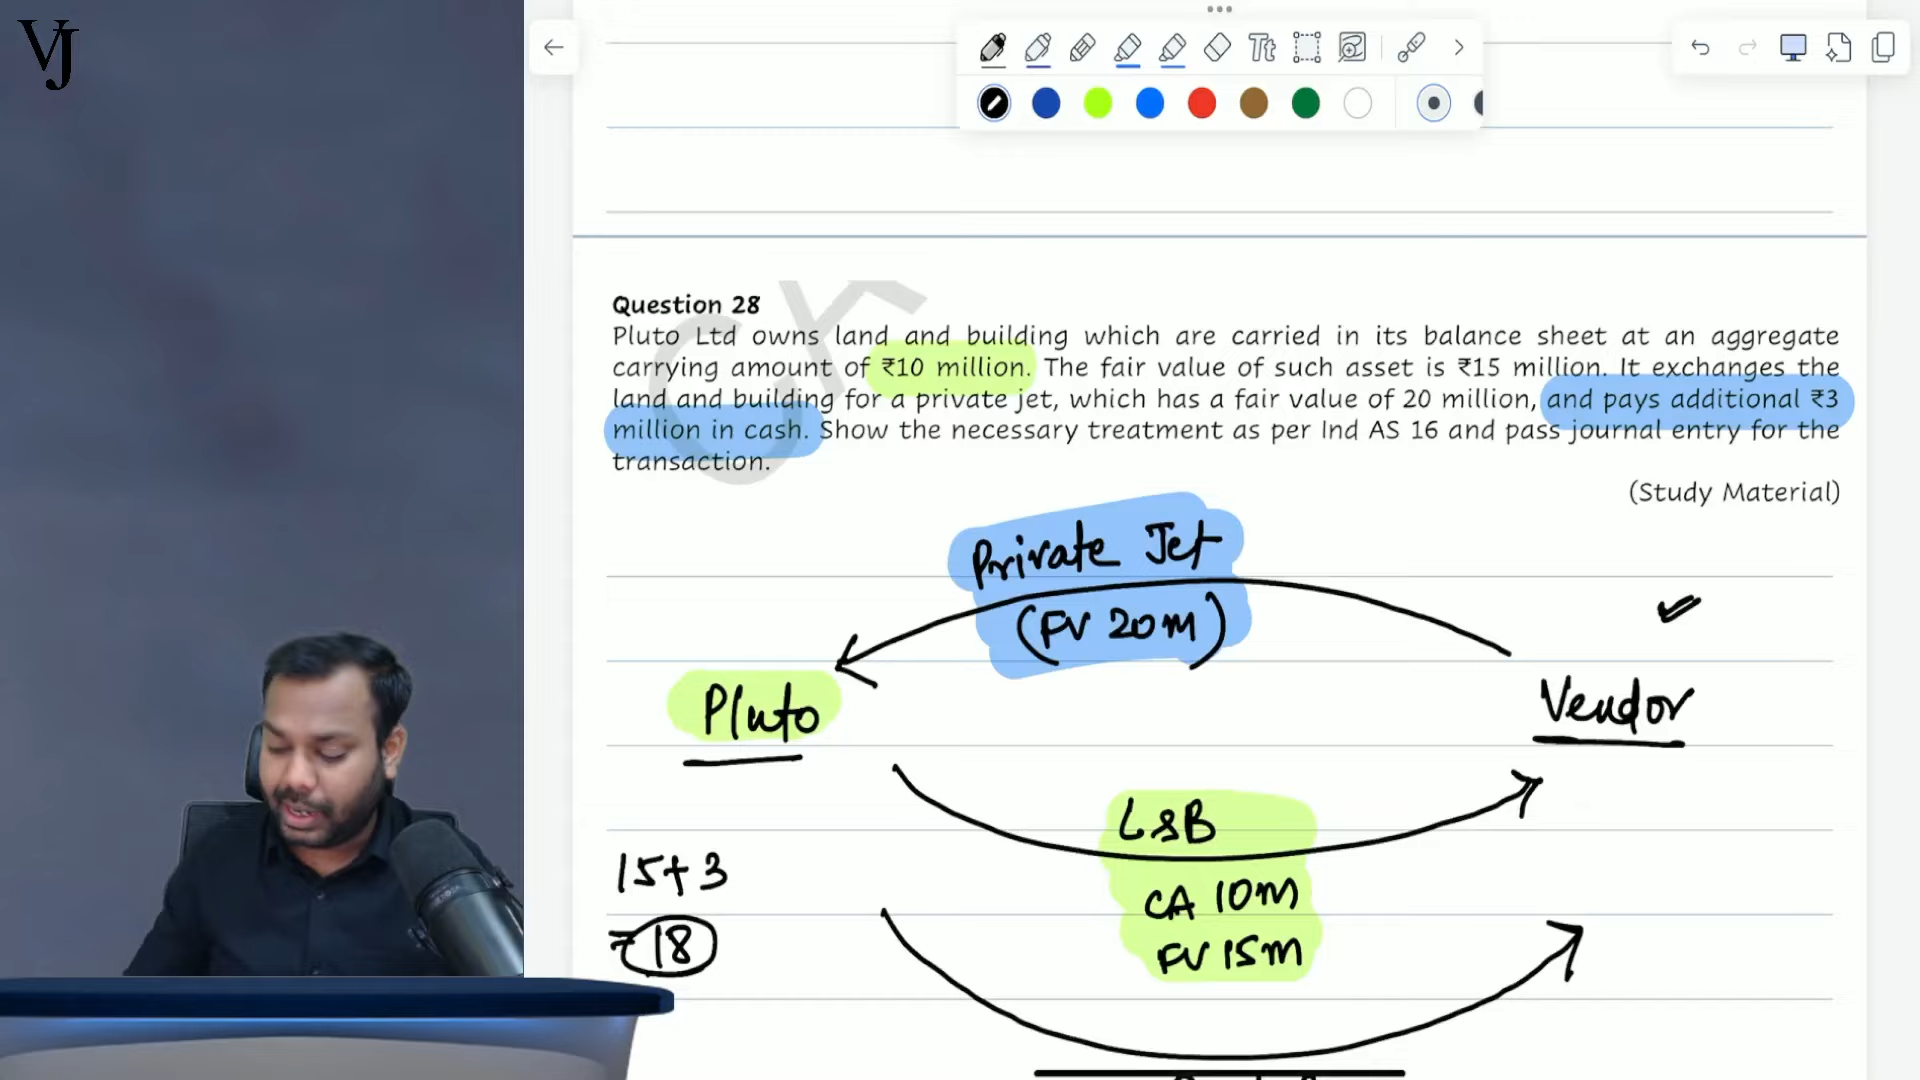 VJ
Tt
Question 28
Pluto Ltd owns land and building which are carried in its balance sheet at an aggregate
carrying amount of ₹10 million. The fair value of such asset is ₹15 million. It exchanges the
land and building for a private jet, which has a fair value of 20 million, and pays additional ₹3
million in cash. Show the necessary treatment as per Ind AS 16 and pass journal entry for the
transaction.
(Study Material)
Private Jet
(FV 20M)
Pluto
Vendor
L&B
15+3
CA 10M
₹18
FV 15M